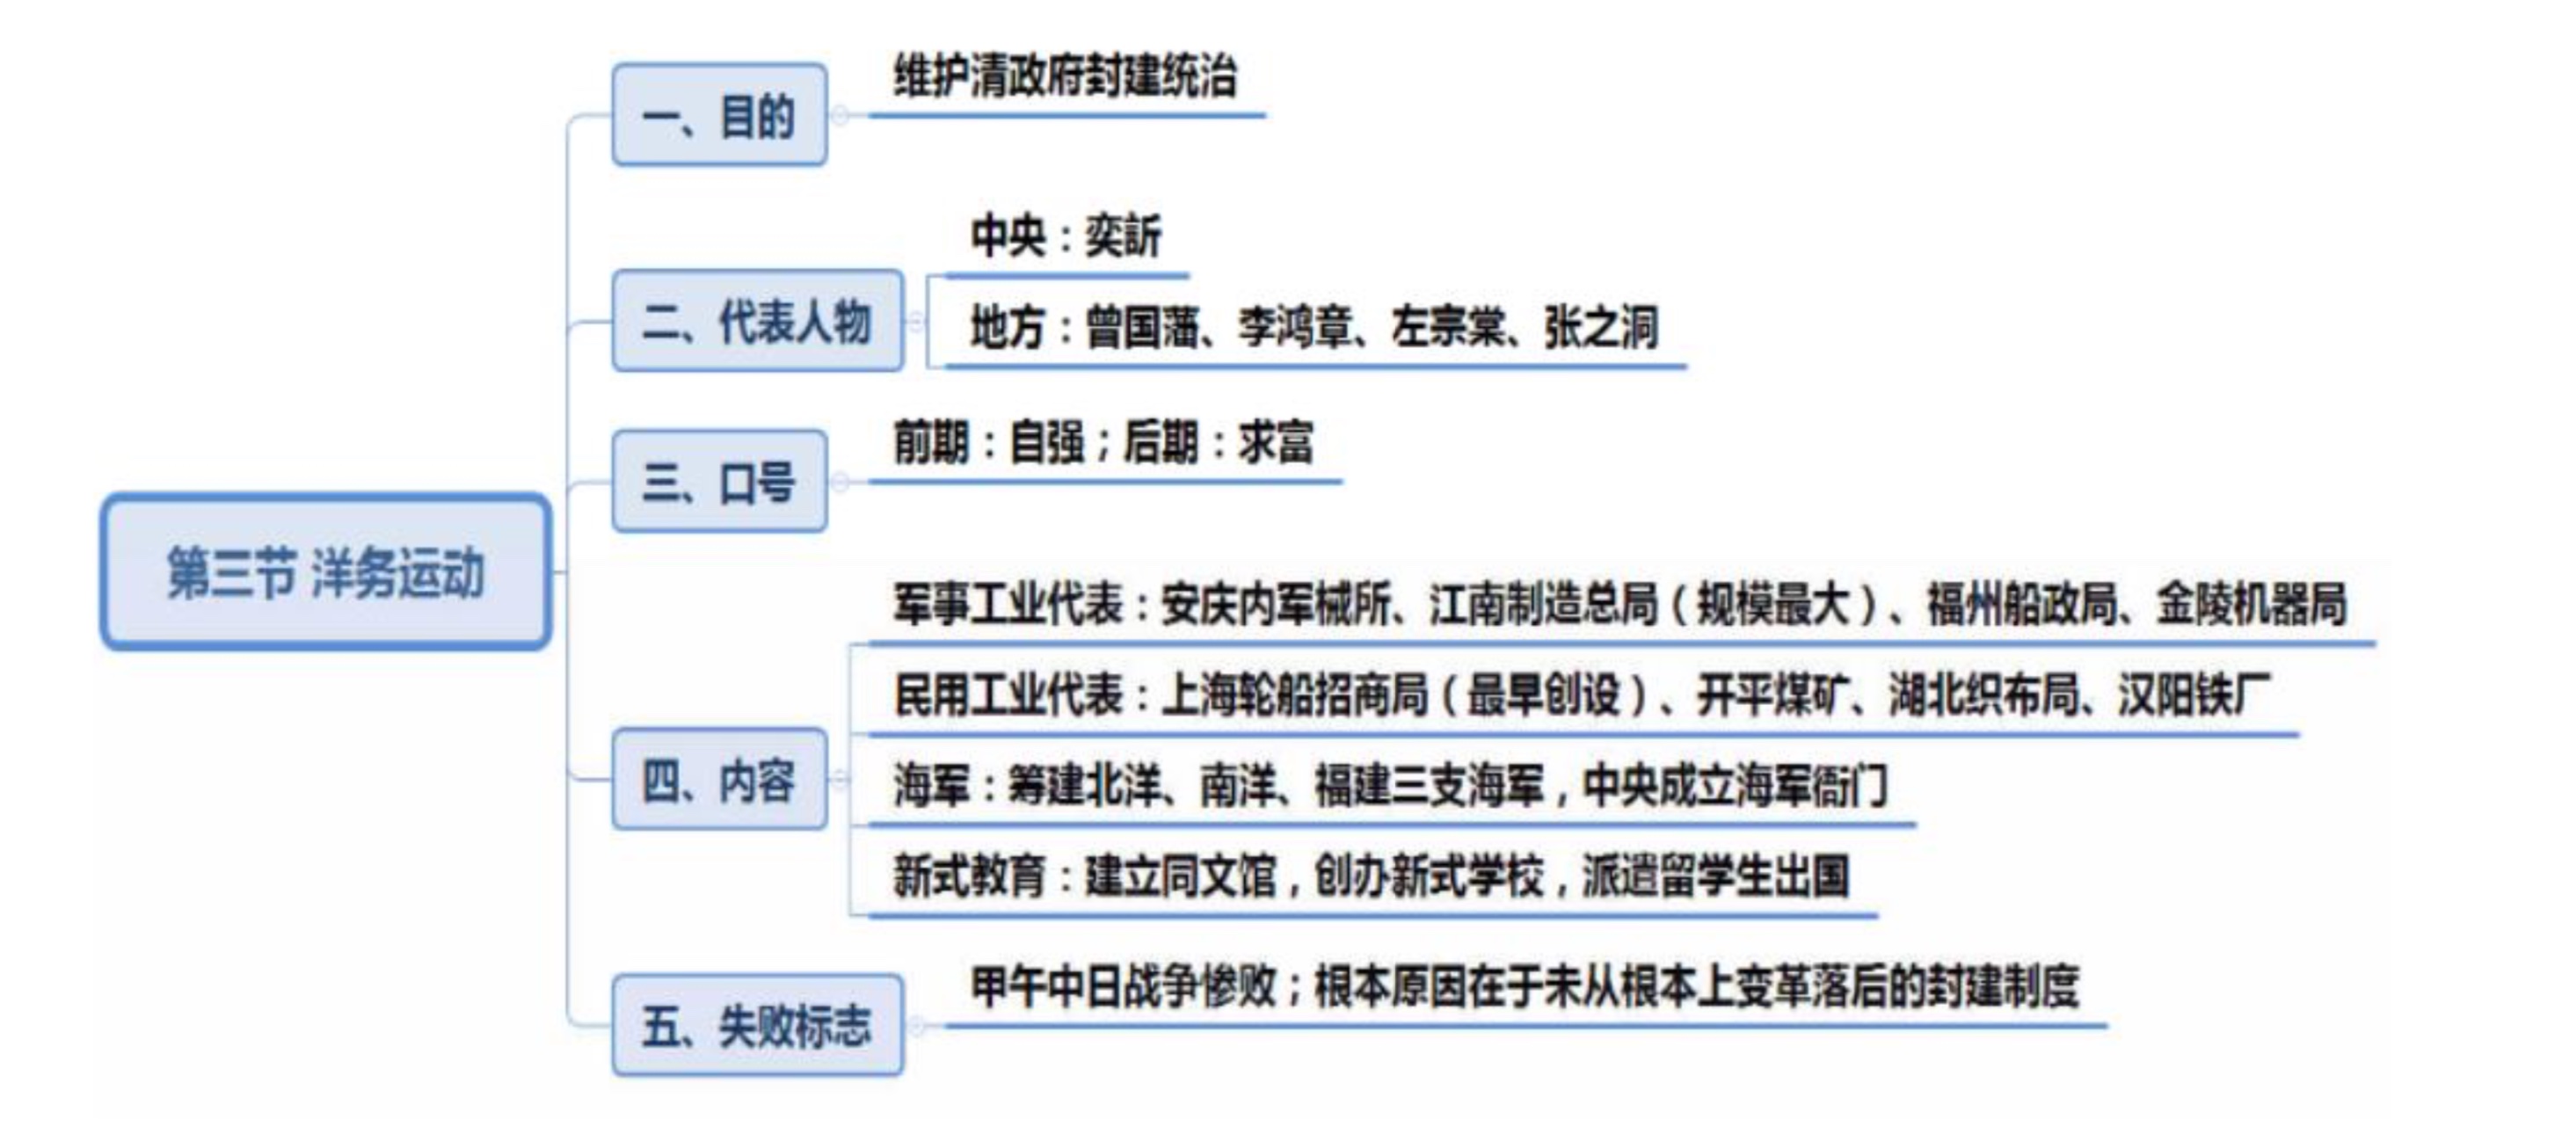 一、目的
维护清政府封建统治
二、代表人物
中央：奕訢
地方：曾国藩、李鸿章、左宗棠、张之洞
三、口号
前期：自强；后期：求富
第三节 洋务运动
四、内容
军事工业代表：安庆内军械所、江南制造总局（规模最大）、福州船政局、金陵机器局
民用工业代表：上海轮船招商局（最早创设）、开平煤矿、湖北织布局、汉阳铁厂
海军：筹建北洋、南洋、福建三支海军，中央成立海军衙门
新式教育：建立同文馆，创办新式学校，派遣留学生出国
五、失败标志
甲午中日战争惨败；根本原因在于未从根本上变革落后的封建制度